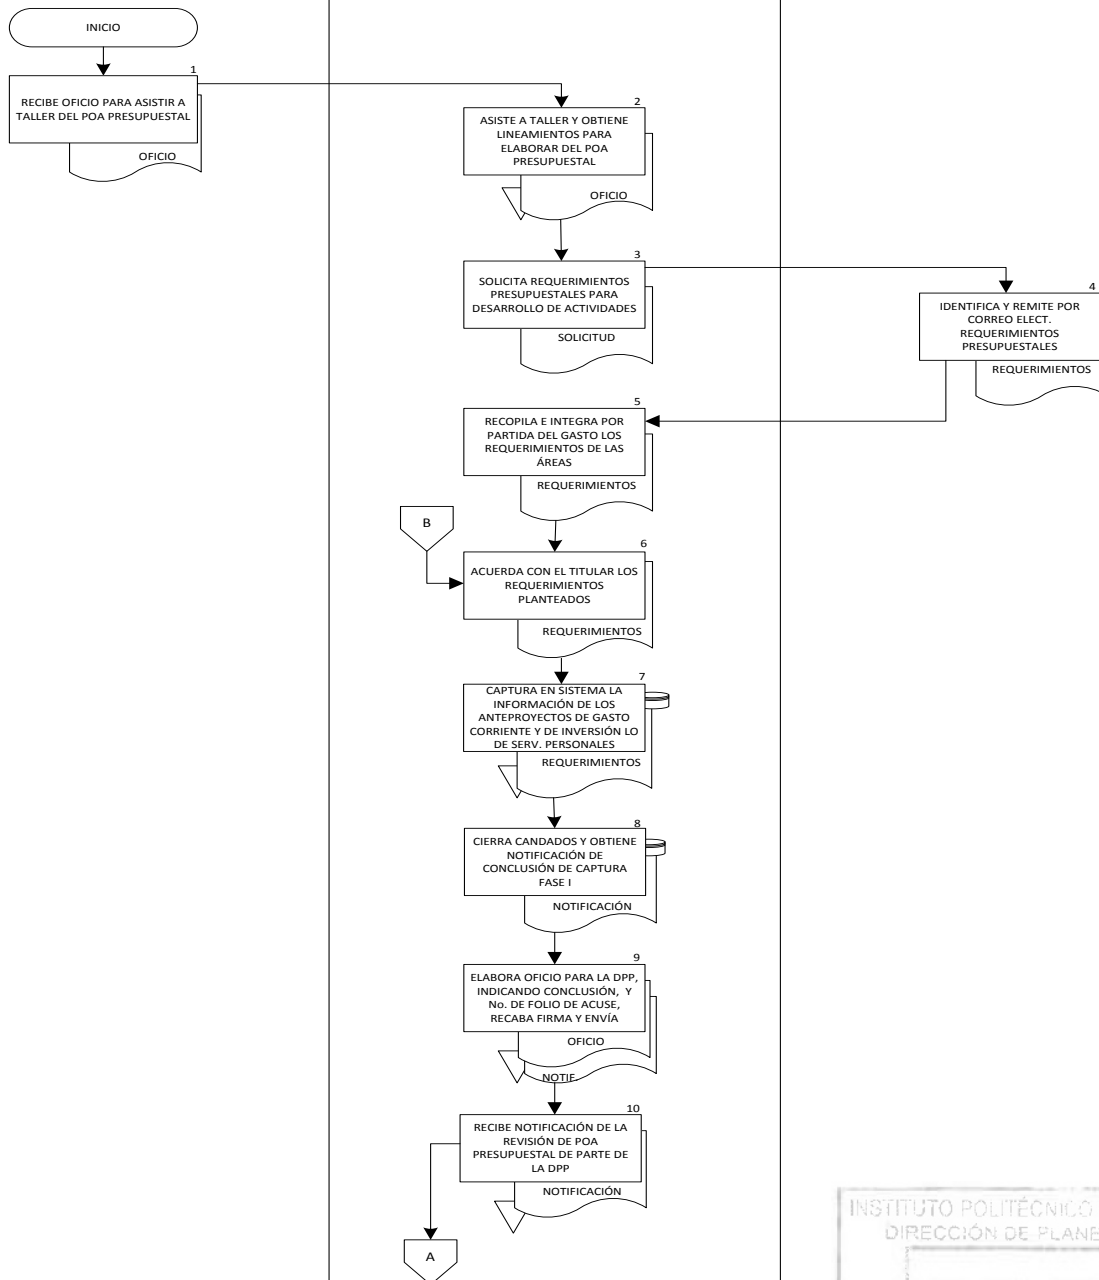 INICIO
1
RECIBE OFICIO PARA ASISTIR A
TALLER DEL POA PRESUPUESTAL
OFICIO
2
ASISTE A TALLER Y OBTIENE
LINEAMIENTOS PARA
ELABORAR DEL POA
PRESUPUESTAL
OFICIO
3
SOLICITA REQUERIMIENTOS
PRESUPUESTALES PARA
DESARROLLO DE ACTIVIDADES
SOLICITUD
4
IDENTIFICA Y REMITE POR
CORREO ELECT.
REQUERIMIENTOS
PRESUPUESTALES
REQUERIMIENTOS
5
RECOPILA E INTEGRA POR
PARTIDA DEL GASTO LOS
REQUERIMIENTOS DE LAS
ÁREAS
REQUERIMIENTOS
B
6
ACUERDA CON EL TITULAR LOS
REQUERIMIENTOS
PLANTEADOS
REQUERIMIENTOS
7
CAPTURA EN SISTEMA LA
INFORMACIÓN DE LOS
ANTEPROYECTOS DE GASTO
CORRIENTE Y DE INVERSIÓN LO
DE SERV. PERSONALES
REQUERIMIENTOS
8
CIERRA CANDADOS Y OBTIENE
NOTIFICACIÓN DE
CONCLUSIÓN DE CAPTURA
FASE I
NOTIFICACIÓN
9
ELABORA OFICIO PARA LA DPP,
INDICANDO CONCLUSIÓN, Y
No. DE FOLIO DE ACUSE,
RECABA FIRMA Y ENVÍA
OFICIO
NOTIF.
10
RECIBE NOTIFICACIÓN DE LA
REVISIÓN DE POA
PRESUPUESTAL DE PARTE DE
LA DPP
NOTIFICACIÓN
A
INSTITUTO POLITÉCNICO
DIRECCIÓN DE PLANE